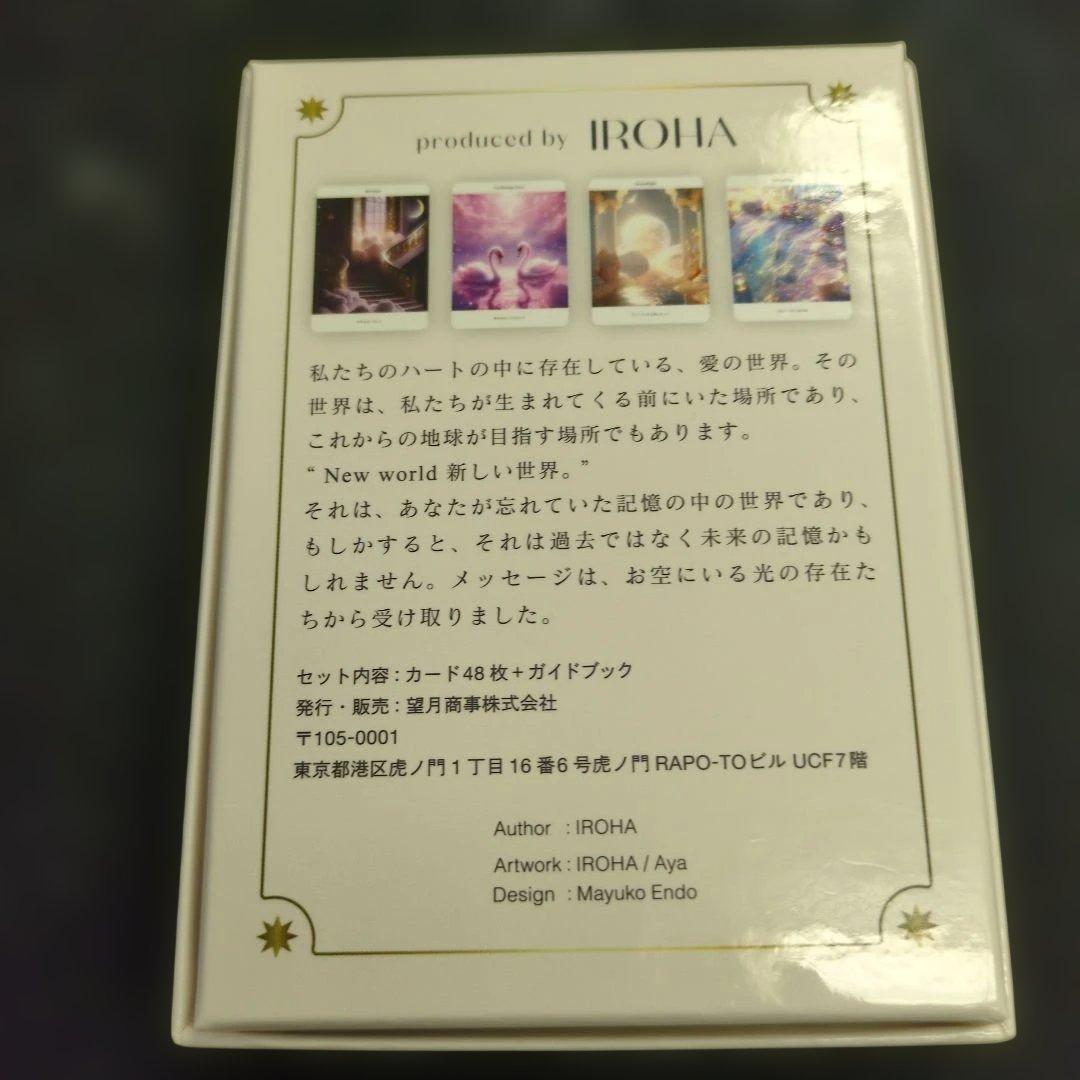 produced by IROHA
私たちのハートの中に存在している、愛の世界。その
世界は、私たちが生まれてくる前にいた場所であり、
これからの地球が目指す場所でもあります。
“ New world 新しい世界。”
それは、あなたが忘れていた記憶の中の世界であり、
もしかすると、それは過去ではなく未来の記憶かも
しれません。メッセージは、お空にいる光の存在た
ちから受け取りました。
セット内容 : カード48 枚 + ガイドブック
発行・販売 : 望月商事株式会社
〒105-0001
東京都港区虎ノ門 1 丁目 16 番6 号虎ノ門 RAPO-TOビル UCF7 階
Author : IROHA
Artwork : IROHA / Aya
Design : Mayuko Endo